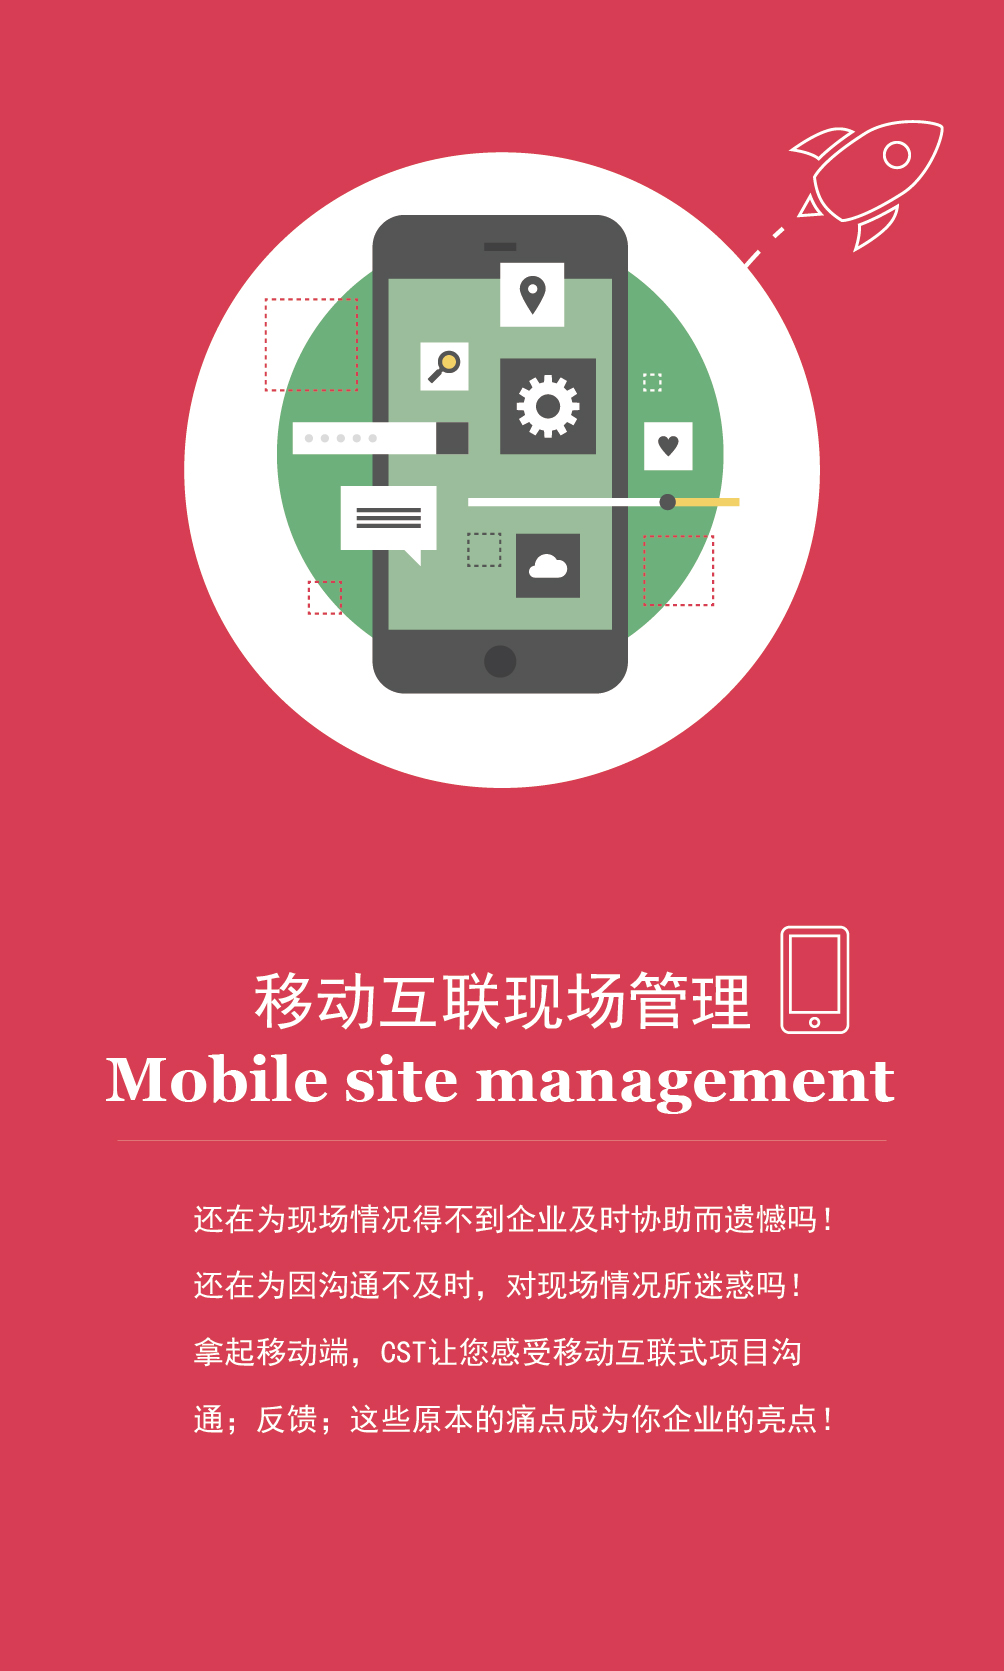 移动互联现场管理
Mobile site management
还在为现场情况得不到企业及时协助而遗憾吗！
还在为因沟通不及时，对现场情况所迷惑吗！
拿起移动端，CST让您感受移动互联式项目沟
通；反馈；这些原本的痛点成为你企业的亮点！